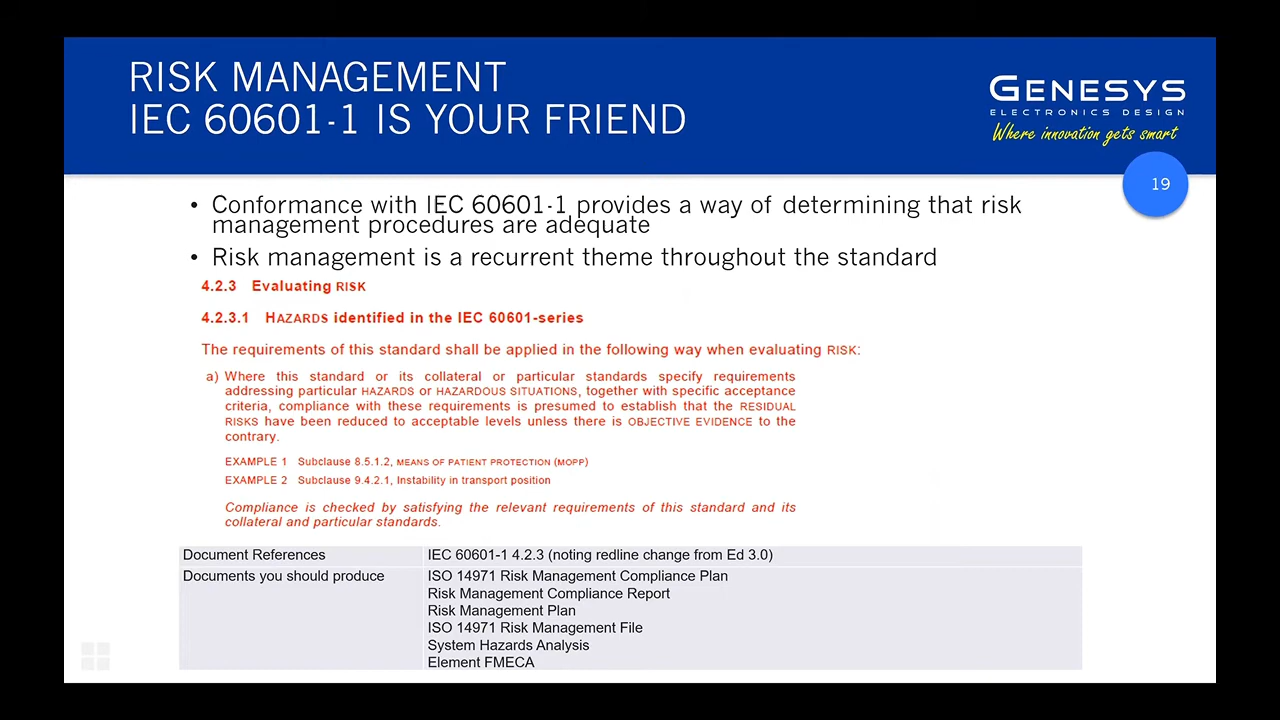 RISK MANAGEMENT
IEC 60601-1 IS YOUR FRIEND
GENESYS
ELECTRONICS DESIGN
Where innovation gets smart
19
• Conformance with IEC 60601-1 provides a way of determining that risk
management procedures are adequate
• Risk management is a recurrent theme throughout the standard
4.2.3 Evaluating RISK
4.2.3.1 HAZARDS identified in the IEC 60601-series
The requirements of this standard shall be applied in the following way when evaluating RISK:
a) Where this standard or its collateral or particular standards specify requirements
addressing particular HAZARDS or HAZARDOUS SITUATIONS, together with specific acceptance
criteria, compliance with these requirements is presumed to establish that the RESIDUAL
RISKS have been reduced to acceptable levels unless there is OBJECTIVE EVIDENCE to the
contrary.
EXAMPLE 1 Subclause 8.5.1.2, MEANS OF PATIENT PROTECTION (MOPP)
EXAMPLE 2 Subclause 9.4.2.1, Instability in transport position
Compliance is checked by satisfying the relevant requirements of this standard and its
collateral and particular standards.
Document References IEC 60601-1 4.2.3 (noting redline change from Ed 3.0)
Documents you should produce ISO 14971 Risk Management Compliance Plan
Risk Management Compliance Report
Risk Management Plan
ISO 14971 Risk Management File
System Hazards Analysis
Element FMECA